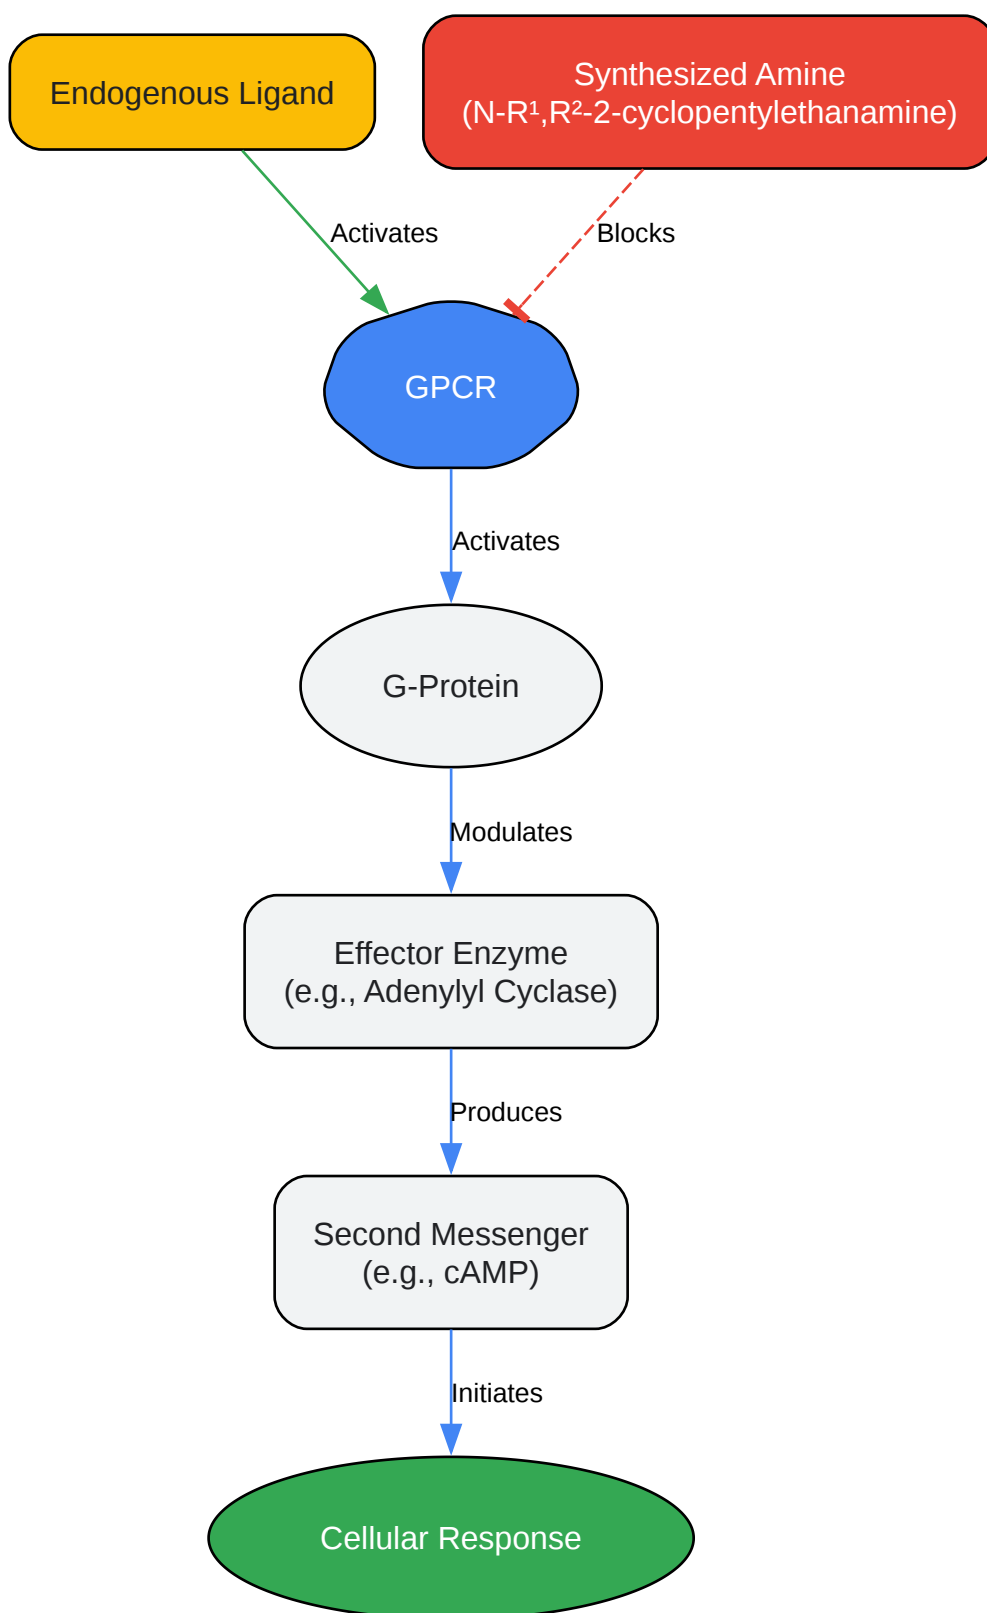 Endogenous Ligand
Synthesized Amine
(N-R¹,R²-2-cyclopentylethanamine)
Activates
Blocks
GPCR
Activates
G-Protein
Modulates
Effector Enzyme
(e.g., Adenylyl Cyclase)
Produces
Second Messenger
(e.g., cAMP)
Initiates
Cellular Response